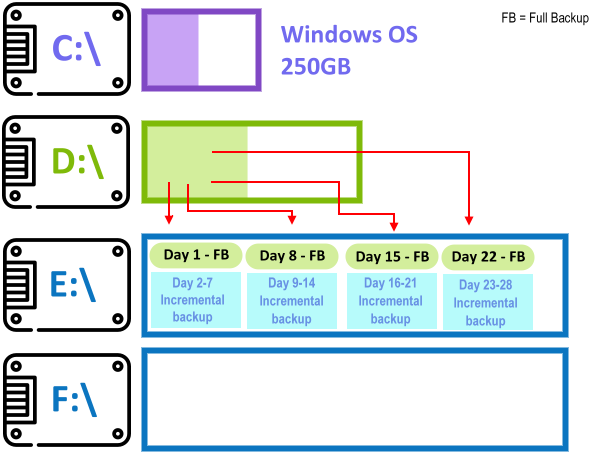 FB = Full Backup
C:\
Windows OS
250GB
D:\
E:\
Day 1 - FB
Day 8 - FB
Day 15 - FB
Day 22 - FB
Day 2-7
Incremental
backup
Day 9-14
Incremental
backup
Day 16-21
Incremental
backup
Day 23-28
Incremental
backup
F:\